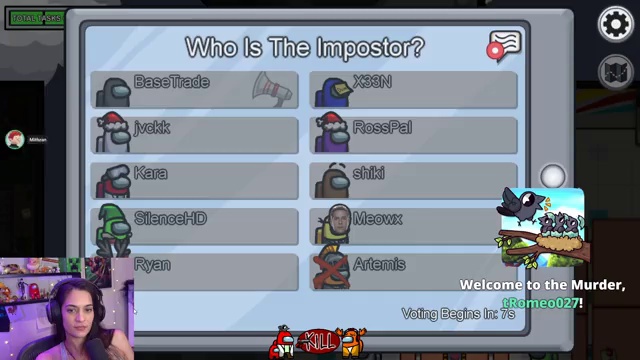 TOTAL TASKS
Who Is The Impostor?
BaseTrade
X33N
jvckk
RossPal
Kara
shiki
SilenceHD
Meowx
Ryan
Artemis
Voting Begins In: 7s
Welcome to the Murder,
tRomeo027!
KILL